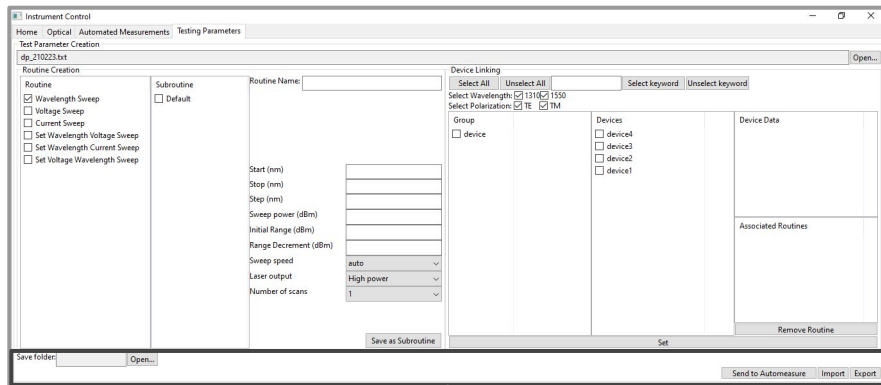 Instrument Control
Home Optical Automated Measurements Testing Parameters
Test Parameter Creation
dp_210223.txt Open...
Routine Creation
Routine
Wavelength Sweep
Voltage Sweep
Current Sweep
Set Wavelength Voltage Sweep
Set Wavelength Current Sweep
Set Voltage Wavelength Sweep
Subroutine
Default
Routine Name:
Start (nm)
Stop (nm)
Step (nm)
Sweep power (dBm)
Initial Range (dBm)
Range Decrement (dBm)
Sweep speed auto
Laser output High power
Number of scans 1
Save as Subroutine
Device Linking
Select All Unselect All Select keyword Unselect keyword
Select Wavelength: 1310 1550
Select Polarization: TE TM
Group
device
Devices
device4
device3
device2
device1
Device Data
Associated Routines
Remove Routine
Set
Save folder: Open...
Send to Automeasure Import Export